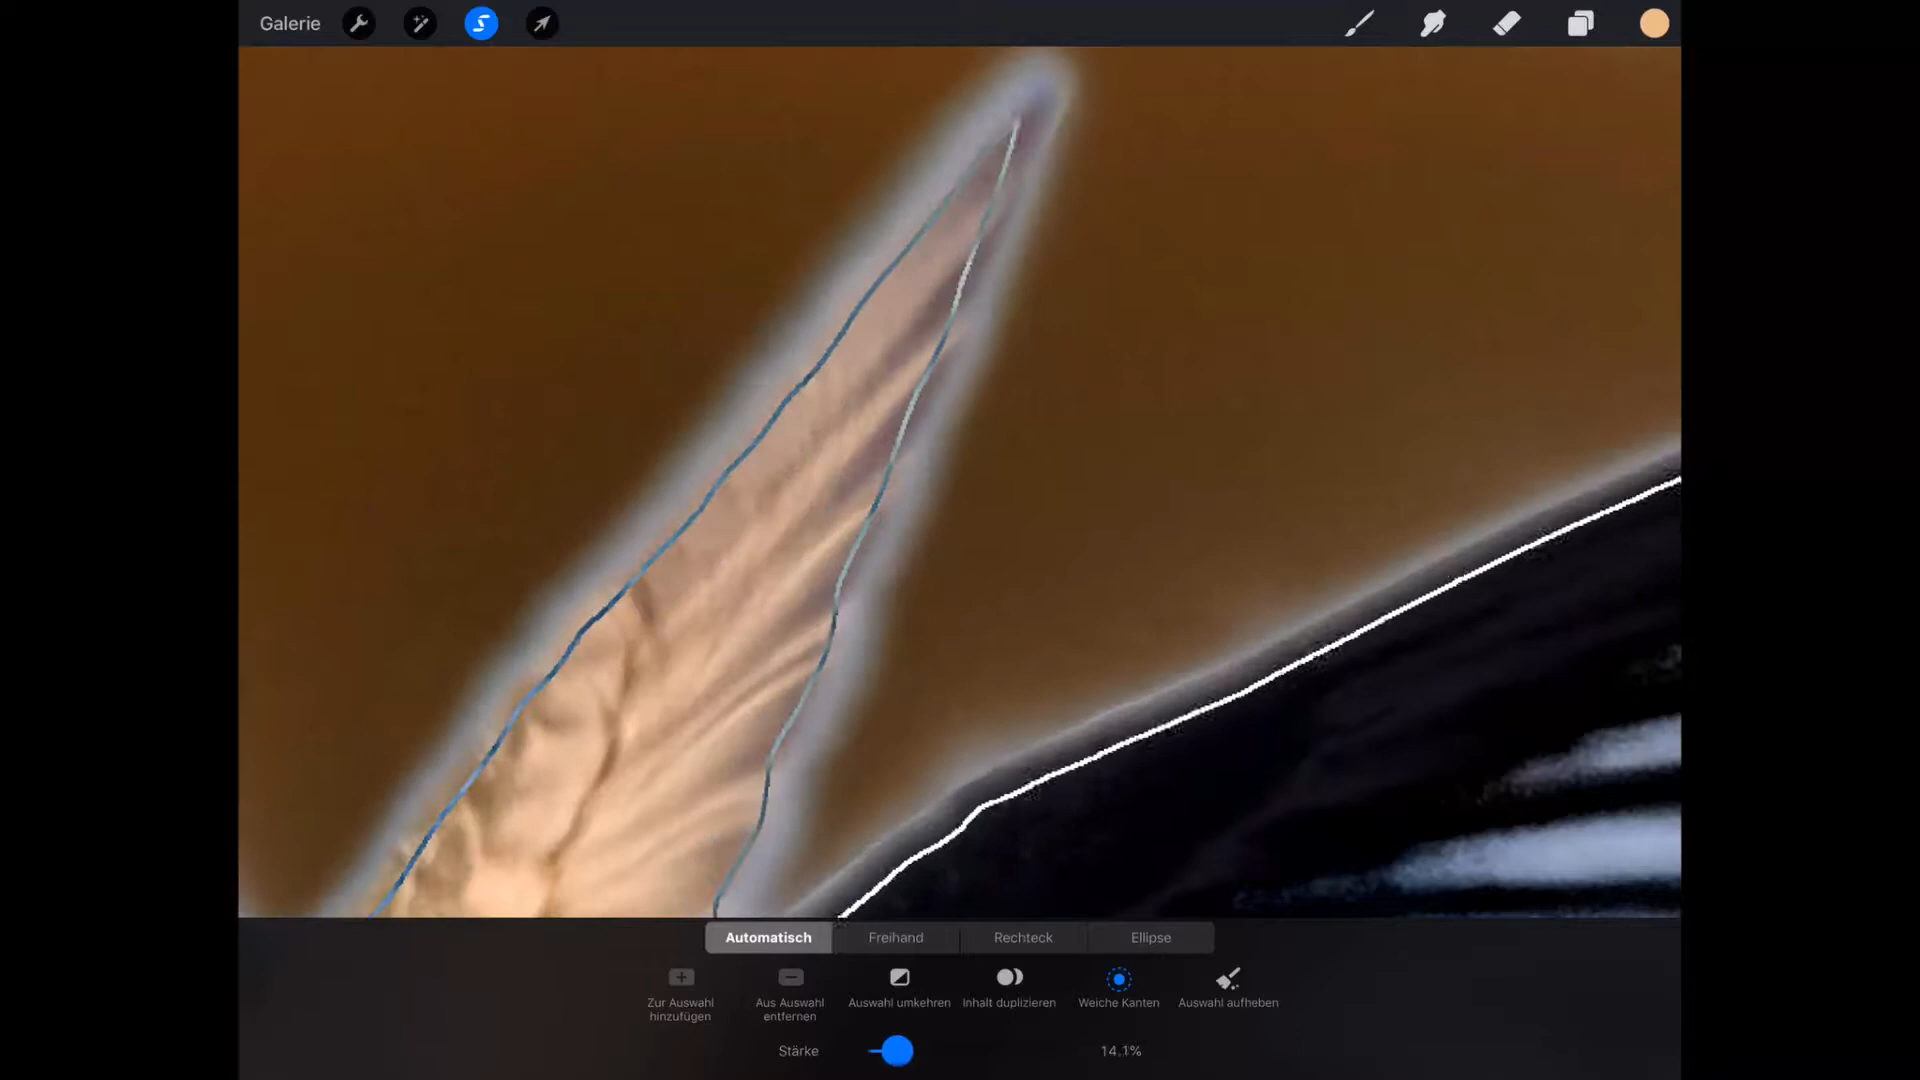 Galerie
Automatisch Freihand Rechteck Ellipse
Zur Auswahl hinzufügen Aus Auswahl entfernen Auswahl umkehren Inhalt duplizieren Weiche Kanten Auswahl aufheben
Stärke 14.1%